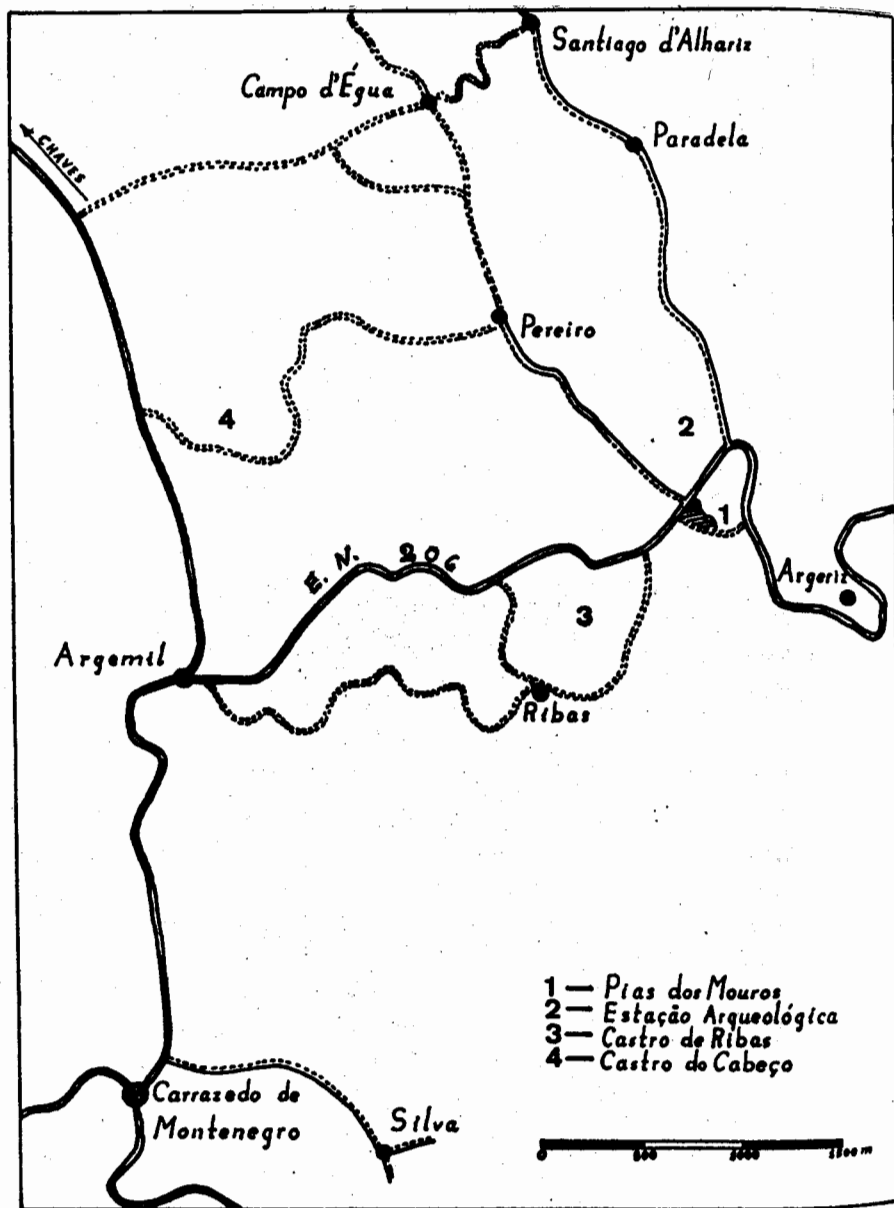 Santiago d'Alhariz
Campo d'Égua
CHAVES
Paradela
Pereiro
4
2
1
E. N. 206
Argeriz
3
Argemil
Ribas
1 — Pias dos Mouros
2 — Estação Arqueológica
3 — Castro de Ribas
4 — Castro do Cabeço
Carrazedo de
Montenegro
Silva
0 500 1000 1500 m